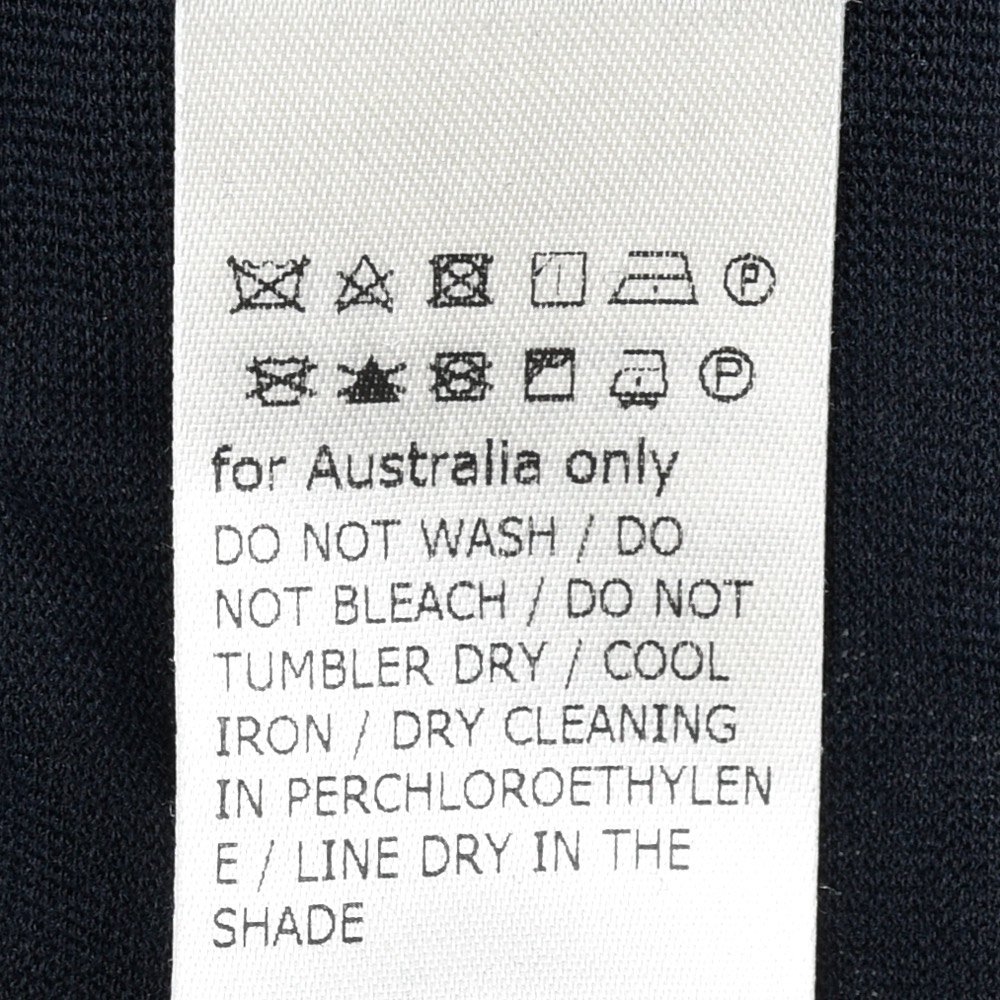 P
P
for Australia only
DO NOT WASH / DO
NOT BLEACH / DO NOT
TUMBLER DRY / COOL
IRON / DRY CLEANING
IN PERCHLOROETHYLEN
E / LINE DRY IN THE
SHADE